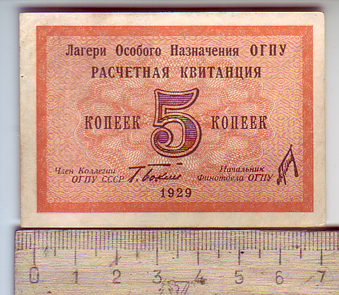 Лагери Особого Назначения ОГПУ
РАСЧЕТНАЯ КВИТАНЦИЯ
КОПЕЕК 5 КОПЕЕК
Член Коллегии ОГПУ СССР
Г. Бокий
Начальник Финотдела ОГПУ
1929
0 1 2 3 4 5 6 7